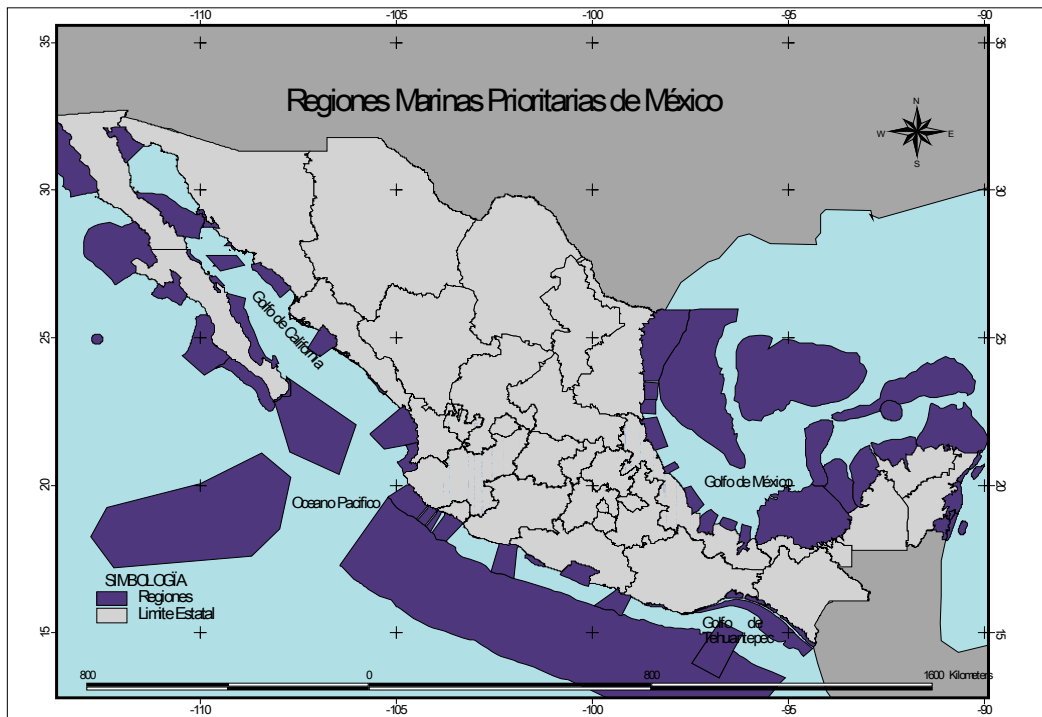 -110 -105 -100 -95 -90
35 35
Regiones Marinas Prioritarias de México
N
W E
S
30 30
25 25
Golfo de California
20 20
Golfo de México
Oceano Pacifico
SIMBOLOGÏA
Regiones
Limite Estatal
15 15
Golfo de
Tehuantepec
800 0 800 1600 Kilometers
-110 -105 -100 -95 -90